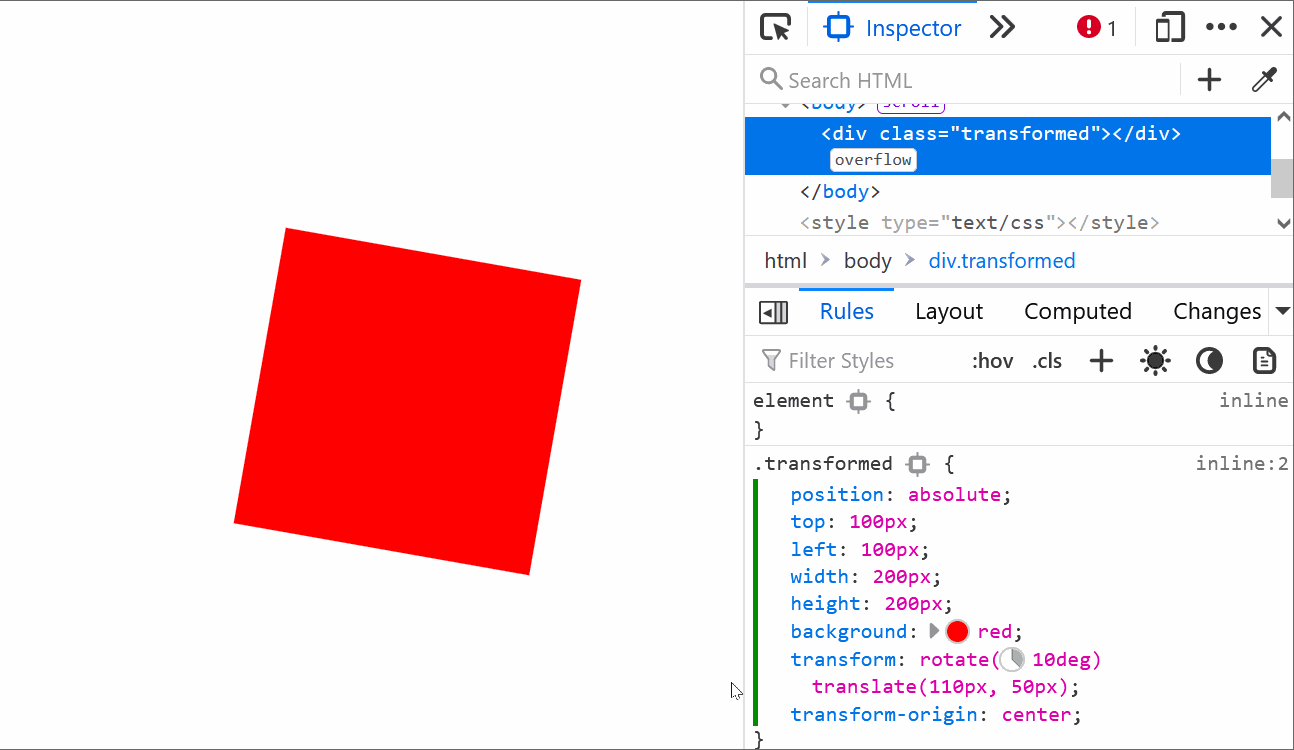 Inspector 1
Search HTML
<body> scroll
<div class="transformed"></div>
overflow
</body>
<style type="text/css"></style>
html body div.transformed
Rules Layout Computed Changes
Filter Styles :hov .cls
element { inline
}
.transformed { inline:2
position: absolute;
top: 100px;
left: 100px;
width: 200px;
height: 200px;
background: red;
transform: rotate( 10deg)
translate(110px, 50px);
transform-origin: center;
}